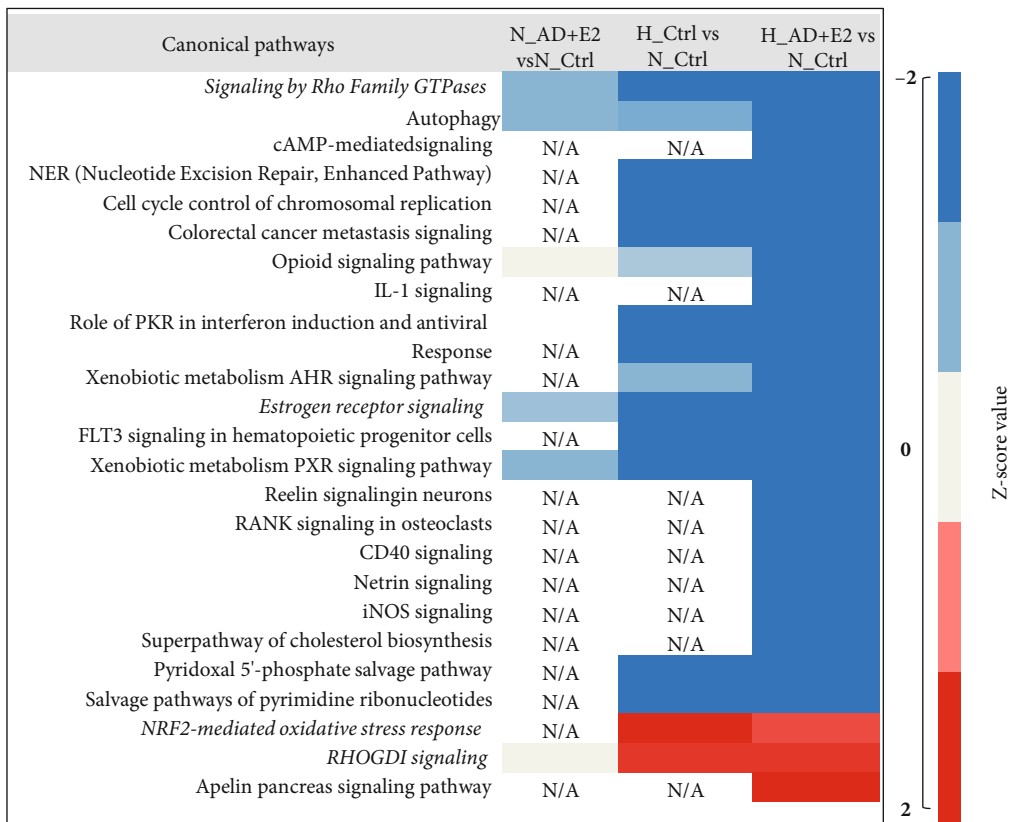 Canonical pathways N_AD+E2 vsN_Ctrl H_Ctrl vs N_Ctrl H_AD+E2 vs N_Ctrl
Signaling by Rho Family GTPases
Autophagy
cAMP-mediatedsignaling N/A N/A
NER (Nucleotide Excision Repair, Enhanced Pathway) N/A
Cell cycle control of chromosomal replication N/A
Colorectal cancer metastasis signaling N/A
Opioid signaling pathway
IL-1 signaling N/A N/A
Role of PKR in interferon induction and antiviral
Response N/A
Xenobiotic metabolism AHR signaling pathway N/A
Estrogen receptor signaling
FLT3 signaling in hematopoietic progenitor cells N/A
Xenobiotic metabolism PXR signaling pathway
Reelin signalingin neurons N/A N/A
RANK signaling in osteoclasts N/A N/A
CD40 signaling N/A N/A
Netrin signaling N/A N/A
iNOS signaling N/A N/A
Superpathway of cholesterol biosynthesis N/A N/A
Pyridoxal 5'-phosphate salvage pathway N/A
Salvage pathways of pyrimidine ribonucleotides N/A
NRF2-mediated oxidative stress response N/A
RHOGDI signaling
Apelin pancreas signaling pathway N/A N/A
–2
0
2
Z-score value